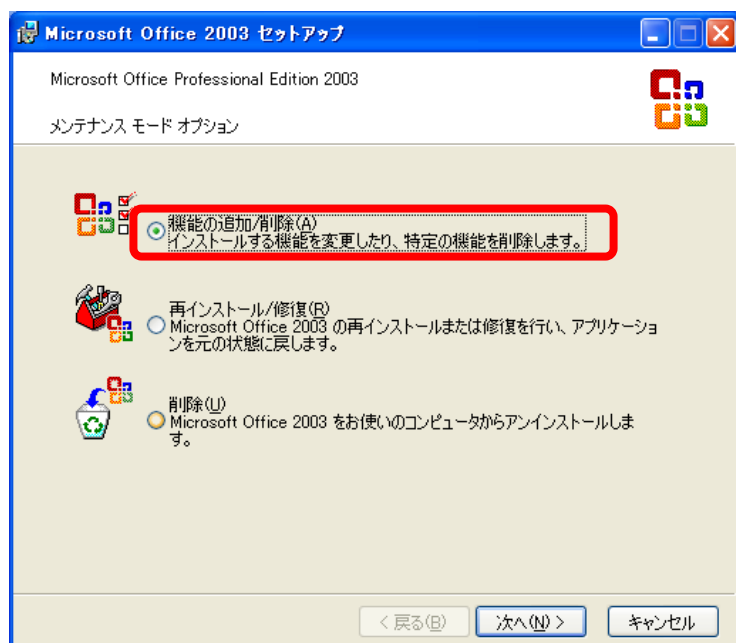 Microsoft Office 2003 セットアップ
Microsoft Office Professional Edition 2003
メンテナンス モード オプション
機能の追加/削除(A)
インストールする機能を変更したり、特定の機能を削除します。
再インストール/修復(R)
Microsoft Office 2003 の再インストールまたは修復を行い、アプリケーショ
ンを元の状態に戻します。
削除(U)
Microsoft Office 2003 をお使いのコンピュータからアンインストールしま
す。
< 戻る(B)
次へ(N) >
キャンセル